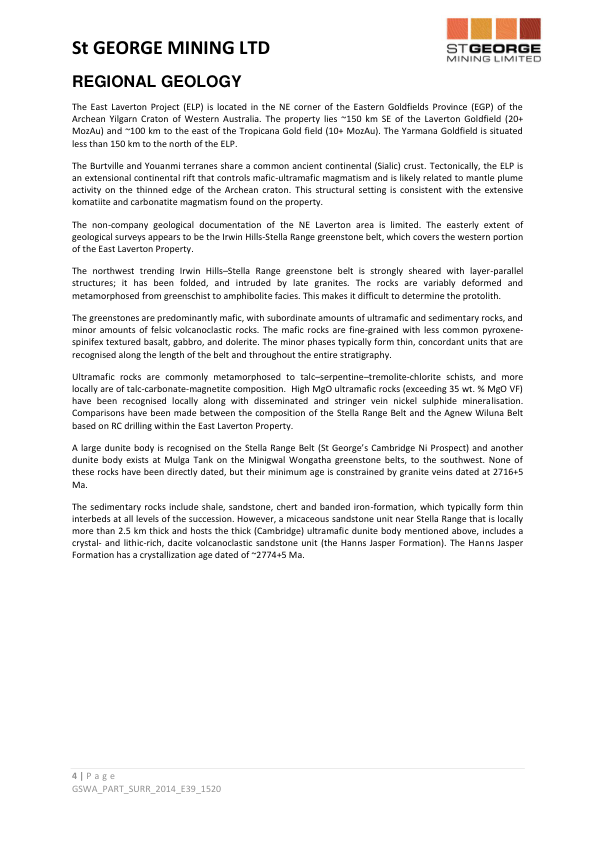 St GEORGE MINING LTD
STGEORGE
MINING LIMITED
REGIONAL GEOLOGY
The East Laverton Project (ELP) is located in the NE corner of the Eastern Goldfields Province (EGP) of the
Archean Yilgarn Craton of Western Australia. The property lies ~150 km SE of the Laverton Goldfield (20+
MozAu) and ~100 km to the east of the Tropicana Gold field (10+ MozAu). The Yarmana Goldfield is situated
less than 150 km to the north of the ELP.
The Burtville and Youanmi terranes share a common ancient continental (Sialic) crust. Tectonically, the ELP is
an extensional continental rift that controls mafic-ultramafic magmatism and is likely related to mantle plume
activity on the thinned edge of the Archean craton. This structural setting is consistent with the extensive
komatiite and carbonatite magmatism found on the property.
The non-company geological documentation of the NE Laverton area is limited. The easterly extent of
geological surveys appears to be the Irwin Hills-Stella Range greenstone belt, which covers the western portion
of the East Laverton Property.
The northwest trending Irwin Hills–Stella Range greenstone belt is strongly sheared with layer-parallel
structures; it has been folded, and intruded by late granites. The rocks are variably deformed and
metamorphosed from greenschist to amphibolite facies. This makes it difficult to determine the protolith.
The greenstones are predominantly mafic, with subordinate amounts of ultramafic and sedimentary rocks, and
minor amounts of felsic volcanoclastic rocks. The mafic rocks are fine-grained with less common pyroxene-
spinifex textured basalt, gabbro, and dolerite. The minor phases typically form thin, concordant units that are
recognised along the length of the belt and throughout the entire stratigraphy.
Ultramafic rocks are commonly metamorphosed to talc–serpentine–tremolite-chlorite schists, and more
locally are of talc-carbonate-magnetite composition. High MgO ultramafic rocks (exceeding 35 wt. % MgO VF)
have been recognised locally along with disseminated and stringer vein nickel sulphide mineralisation.
Comparisons have been made between the composition of the Stella Range Belt and the Agnew Wiluna Belt
based on RC drilling within the East Laverton Property.
A large dunite body is recognised on the Stella Range Belt (St George's Cambridge Ni Prospect) and another
dunite body exists at Mulga Tank on the Minigwal Wongatha greenstone belts, to the southwest. None of
these rocks have been directly dated, but their minimum age is constrained by granite veins dated at 2716+5
Ma.
The sedimentary rocks include shale, sandstone, chert and banded iron-formation, which typically form thin
interbeds at all levels of the succession. However, a micaceous sandstone unit near Stella Range that is locally
more than 2.5 km thick and hosts the thick (Cambridge) ultramafic dunite body mentioned above, includes a
crystal- and lithic-rich, dacite volcanoclastic sandstone unit (the Hanns Jasper Formation). The Hanns Jasper
Formation has a crystallization age dated of ~2774+5 Ma.
4 | Page
GSWA_PART_SURR_2014_E39_1520